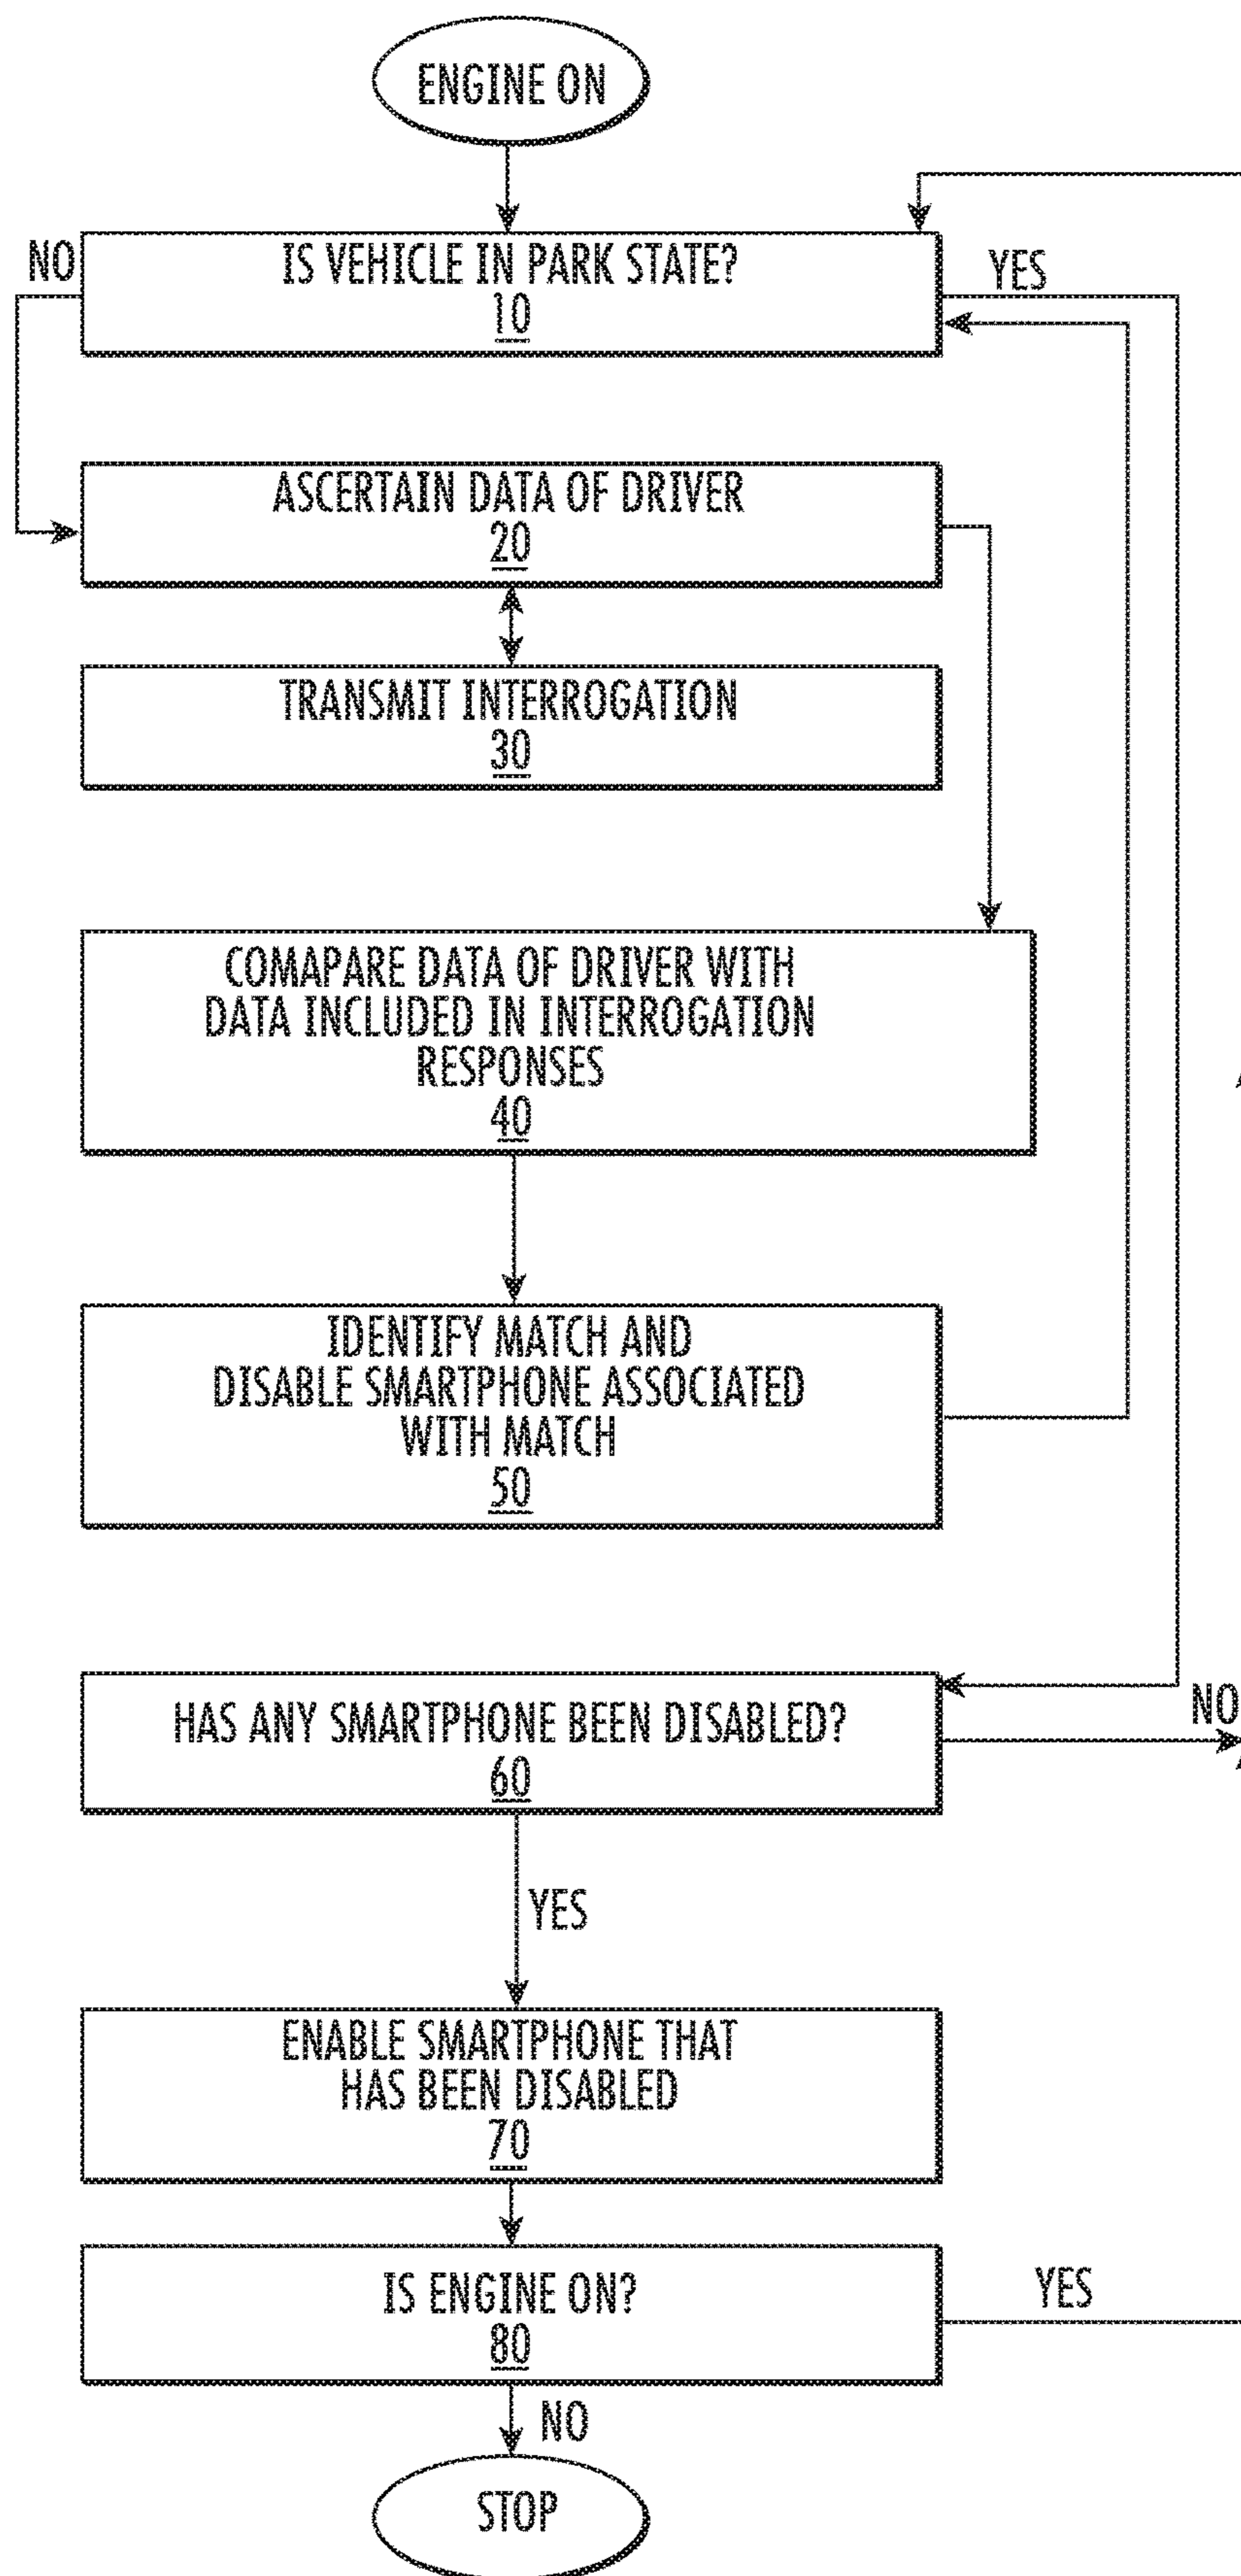 ENGINE ON
NO
IS VEHICLE IN PARK STATE?
YES
10
ASCERTAIN DATA OF DRIVER
20
TRANSMIT INTERROGATION
30
COMAPARE DATA OF DRIVER WITH
DATA INCLUDED IN INTERROGATION
RESPONSES
40
IDENTIFY MATCH AND
DISABLE SMARTPHONE ASSOCIATED
WITH MATCH
50
HAS ANY SMARTPHONE BEEN DISABLED?
NO
60
YES
ENABLE SMARTPHONE THAT
HAS BEEN DISABLED
70
IS ENGINE ON?
YES
80
NO
STOP